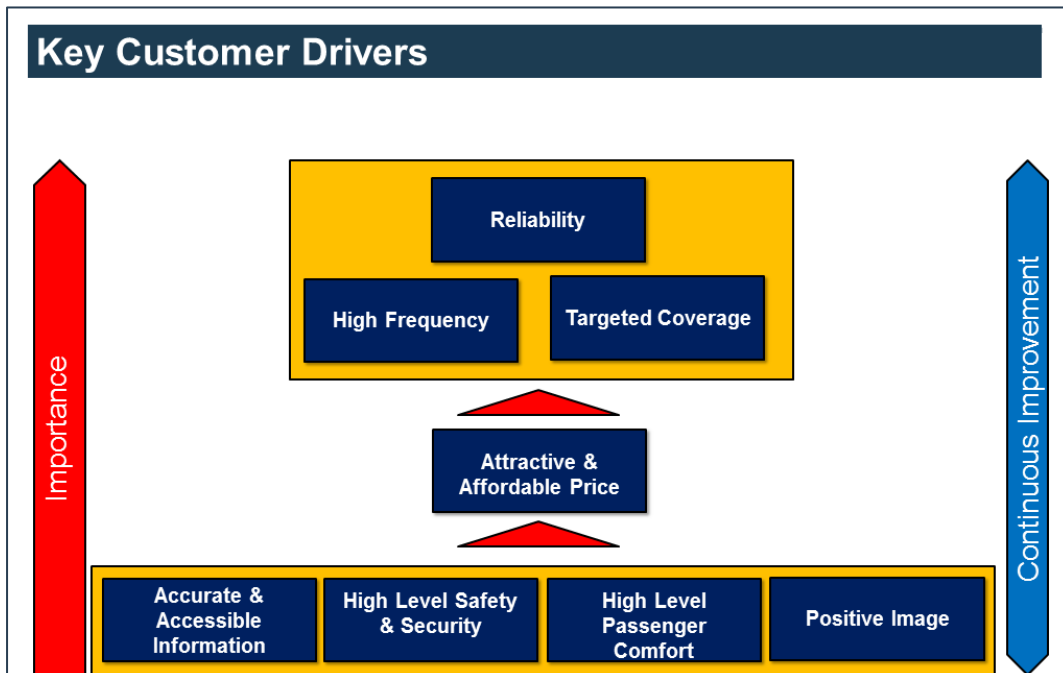 Key Customer Drivers
Importance
Continuous Improvement
Reliability
High Frequency
Targeted Coverage
Attractive &
Affordable Price
Accurate &
Accessible
Information
High Level Safety
& Security
High Level
Passenger
Comfort
Positive Image